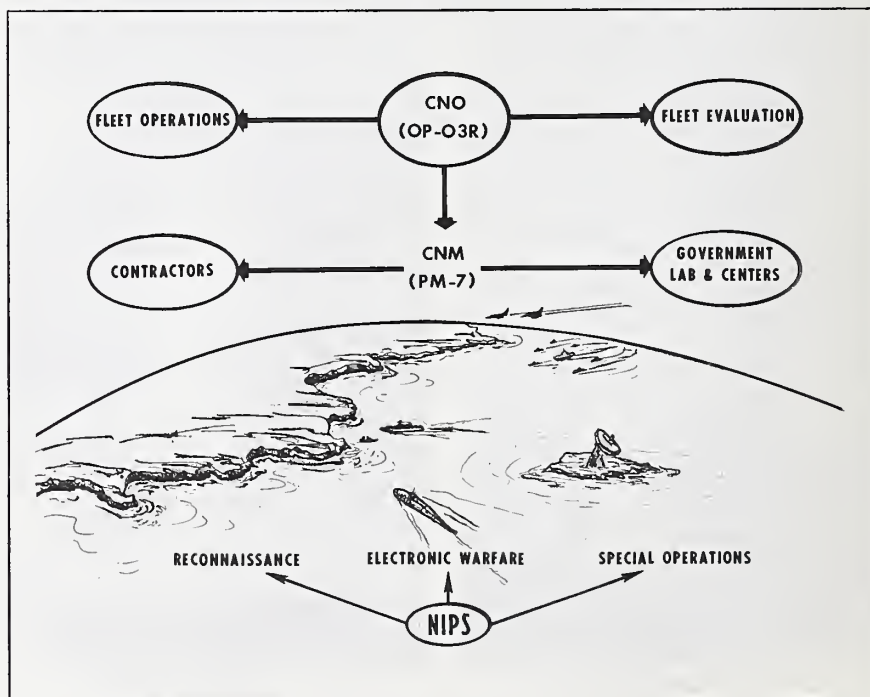 CNO
(OP-03R)
FLEET OPERATIONS
FLEET EVALUATION
CNM
(PM-7)
CONTRACTORS
GOVERNMENT
LAB & CENTERS
RECONNAISSANCE
ELECTRONIC WARFARE
SPECIAL OPERATIONS
NIPS